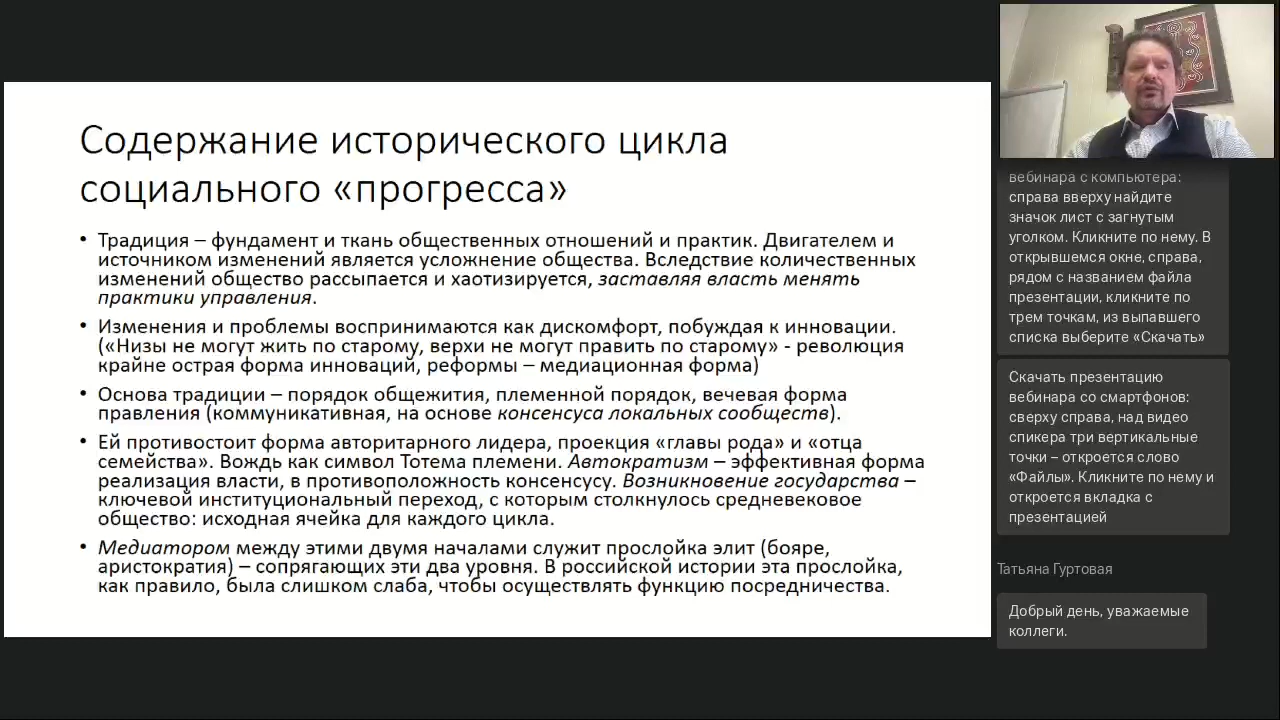 Содержание исторического цикла
социального «прогресса»
• Традиция – фундамент и ткань общественных отношений и практик. Двигателем и
источником изменений является усложнение общества. Вследствие количественных
изменений общество рассыпается и хаотизируется, заставляя власть менять
практики управления.
• Изменения и проблемы воспринимаются как дискомфорт, побуждая к инновации.
(«Низы не могут жить по старому, верхи не могут править по старому» - революция
крайне острая форма инноваций, реформы – медиационная форма)
• Основа традиции – порядок общежития, племенной порядок, вечевая форма
правления (коммуникативная, на основе консенсуса локальных сообществ).
• Ей противостоит форма авторитарного лидера, проекция «главы рода» и «отца
семейства». Вождь как символ Тотема племени. Автократизм – эффективная форма
реализация власти, в противоположность консенсусу. Возникновение государства –
ключевой институциональный переход, с которым столкнулось средневековое
общество: исходная ячейка для каждого цикла.
• Медиатором между этими двумя началами служит прослойка элит (бояре,
аристократия) – сопрягающих эти два уровня. В российской истории эта прослойка,
как правило, была слишком слаба, чтобы осуществлять функцию посредничества.
вебинара с компьютера:
справа вверху найдите
значок лист с загнутым
уголком. Кликните по нему. В
открывшемся окне, справа,
рядом с названием файла
презентации, кликните по
трем точкам, из выпавшего
списка выберите «Скачать»
Скачать презентацию
вебинара со смартфонов:
сверху справа, над видео
спикера три вертикальные
точки – откроется слово
«Файлы». Кликните по нему и
откроется вкладка с
презентацией
Татьяна Гуртовая
Добрый день, уважаемые
коллеги.